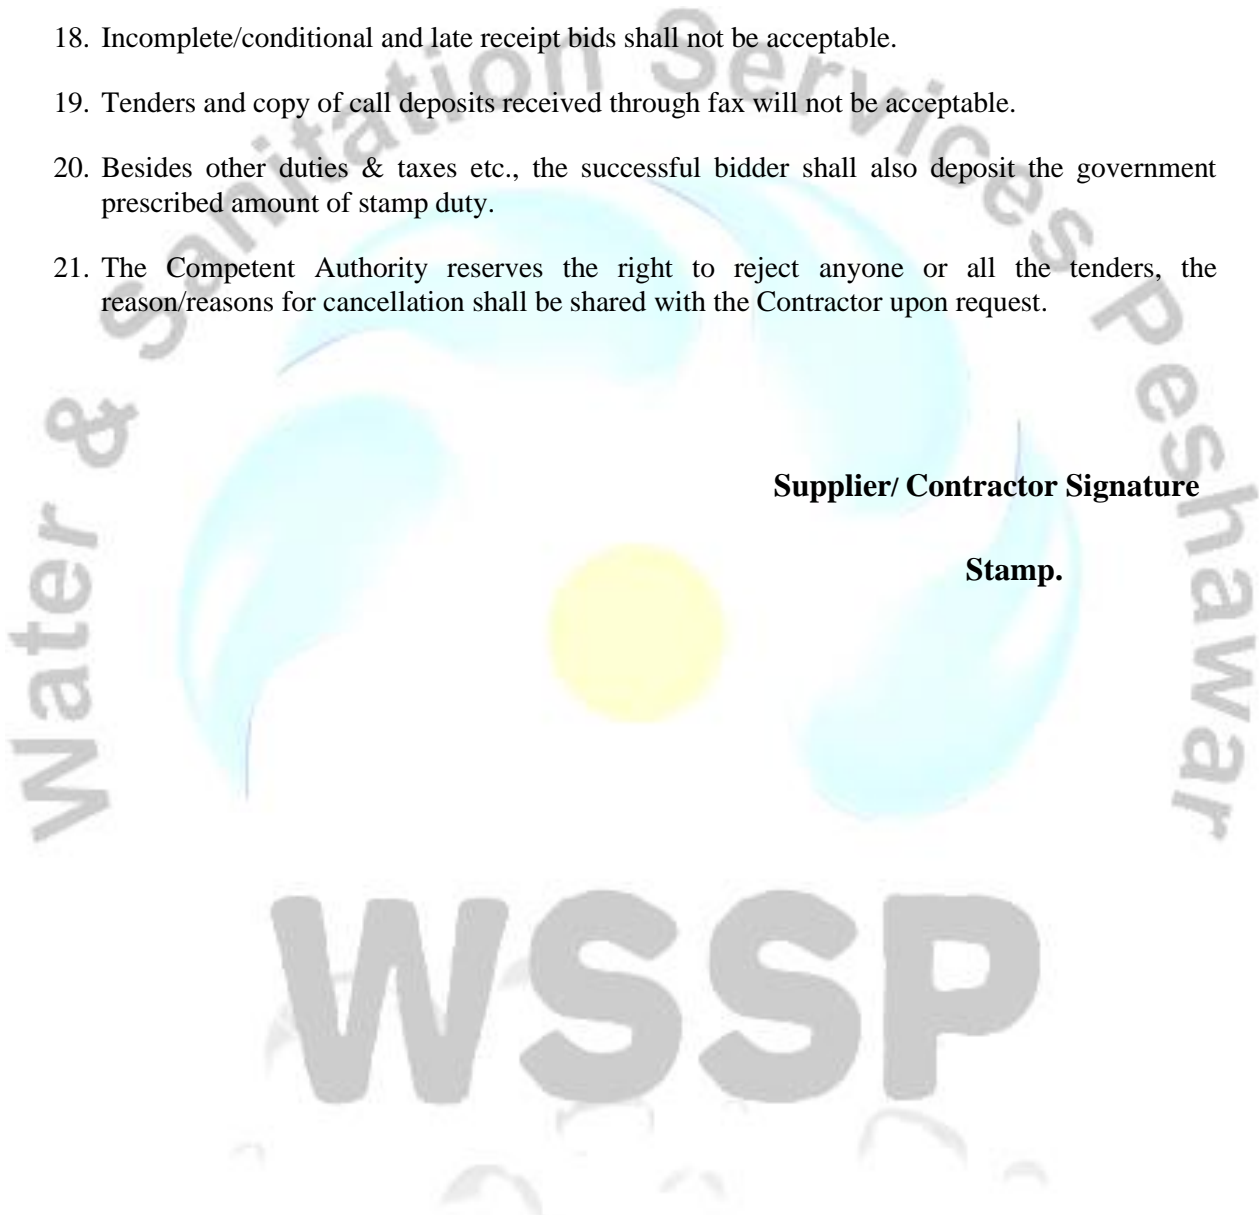 18. Incomplete/conditional and late receipt bids shall not be acceptable.
19. Tenders and copy of call deposits received through fax will not be acceptable.
20. Besides other duties & taxes etc., the successful bidder shall also deposit the government
prescribed amount of stamp duty.
21. The Competent Authority reserves the right to reject anyone or all the tenders, the
reason/reasons for cancellation shall be shared with the Contractor upon request.
Supplier/ Contractor Signature
Stamp.
Water & Sanitation Services Peshawar
WSSP